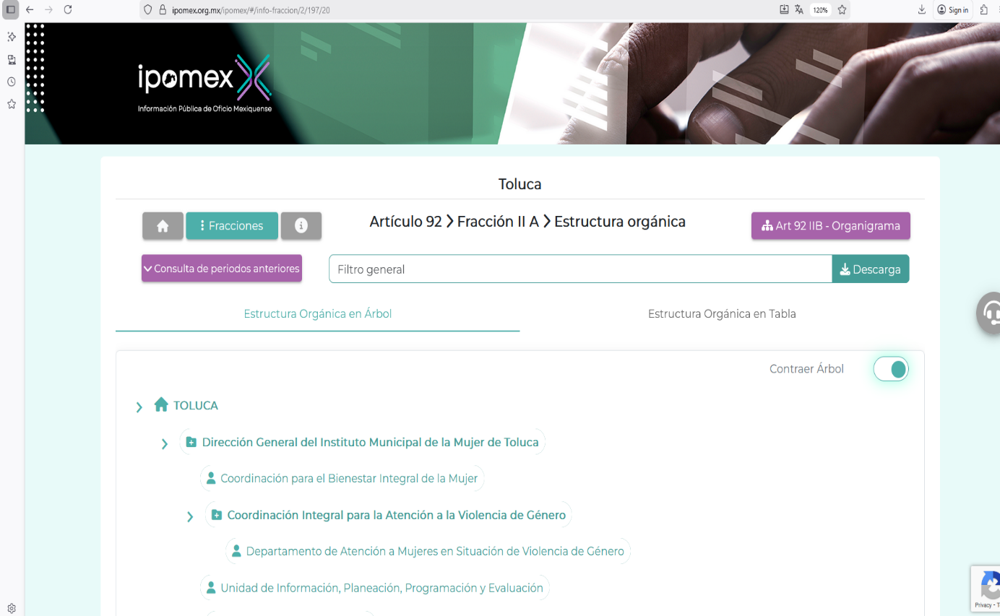 ipomex.org.mx/ipomex/#/info-fraccion/2/197/20
120%
Sign in
ipomex
Información Pública de Oficio Mexiquense
Toluca
Fracciones
Artículo 92 > Fracción II A > Estructura orgánica
Art 92 IIB - Organigrama
Consulta de periodos anteriores
Filtro general
Descarga
Estructura Orgánica en Árbol
Estructura Orgánica en Tabla
Contraer Árbol
TOLUCA
Dirección General del Instituto Municipal de la Mujer de Toluca
Coordinación para el Bienestar Integral de la Mujer
Coordinación Integral para la Atención a la Violencia de Género
Departamento de Atención a Mujeres en Situación de Violencia de Género
Unidad de Información, Planeación, Programación y Evaluación
Privacy - T